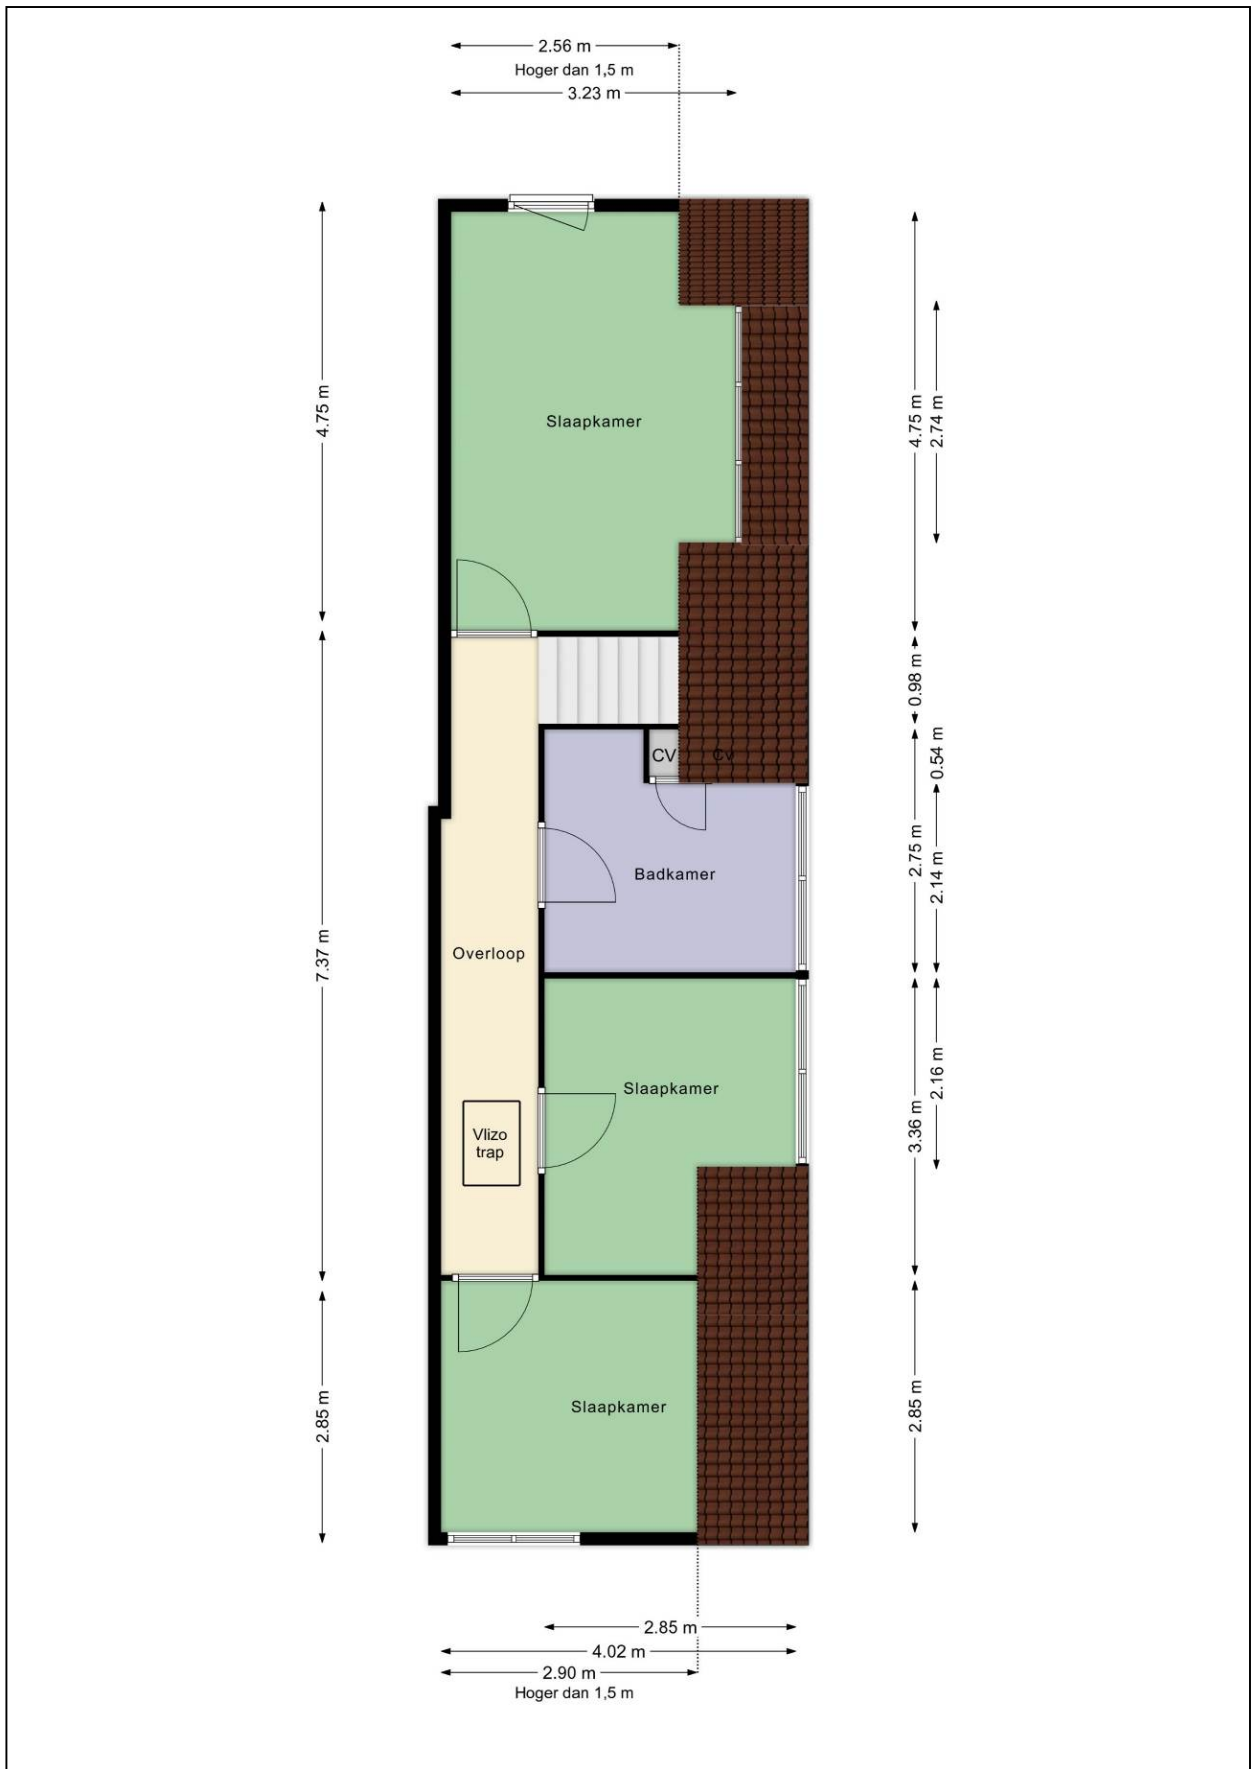 2.56 m
Hoger dan 1,5 m
3.23 m
4.75 m
4.75 m
2.74 m
Slaapkamer
0.98 m
CV
Cv
0.54 m
2.75 m
2.14 m
Badkamer
7.37 m
Overloop
Slaapkamer
2.16 m
3.36 m
Vlizo
trap
Slaapkamer
2.85 m
2.85 m
2.85 m
4.02 m
2.90 m
Hoger dan 1,5 m